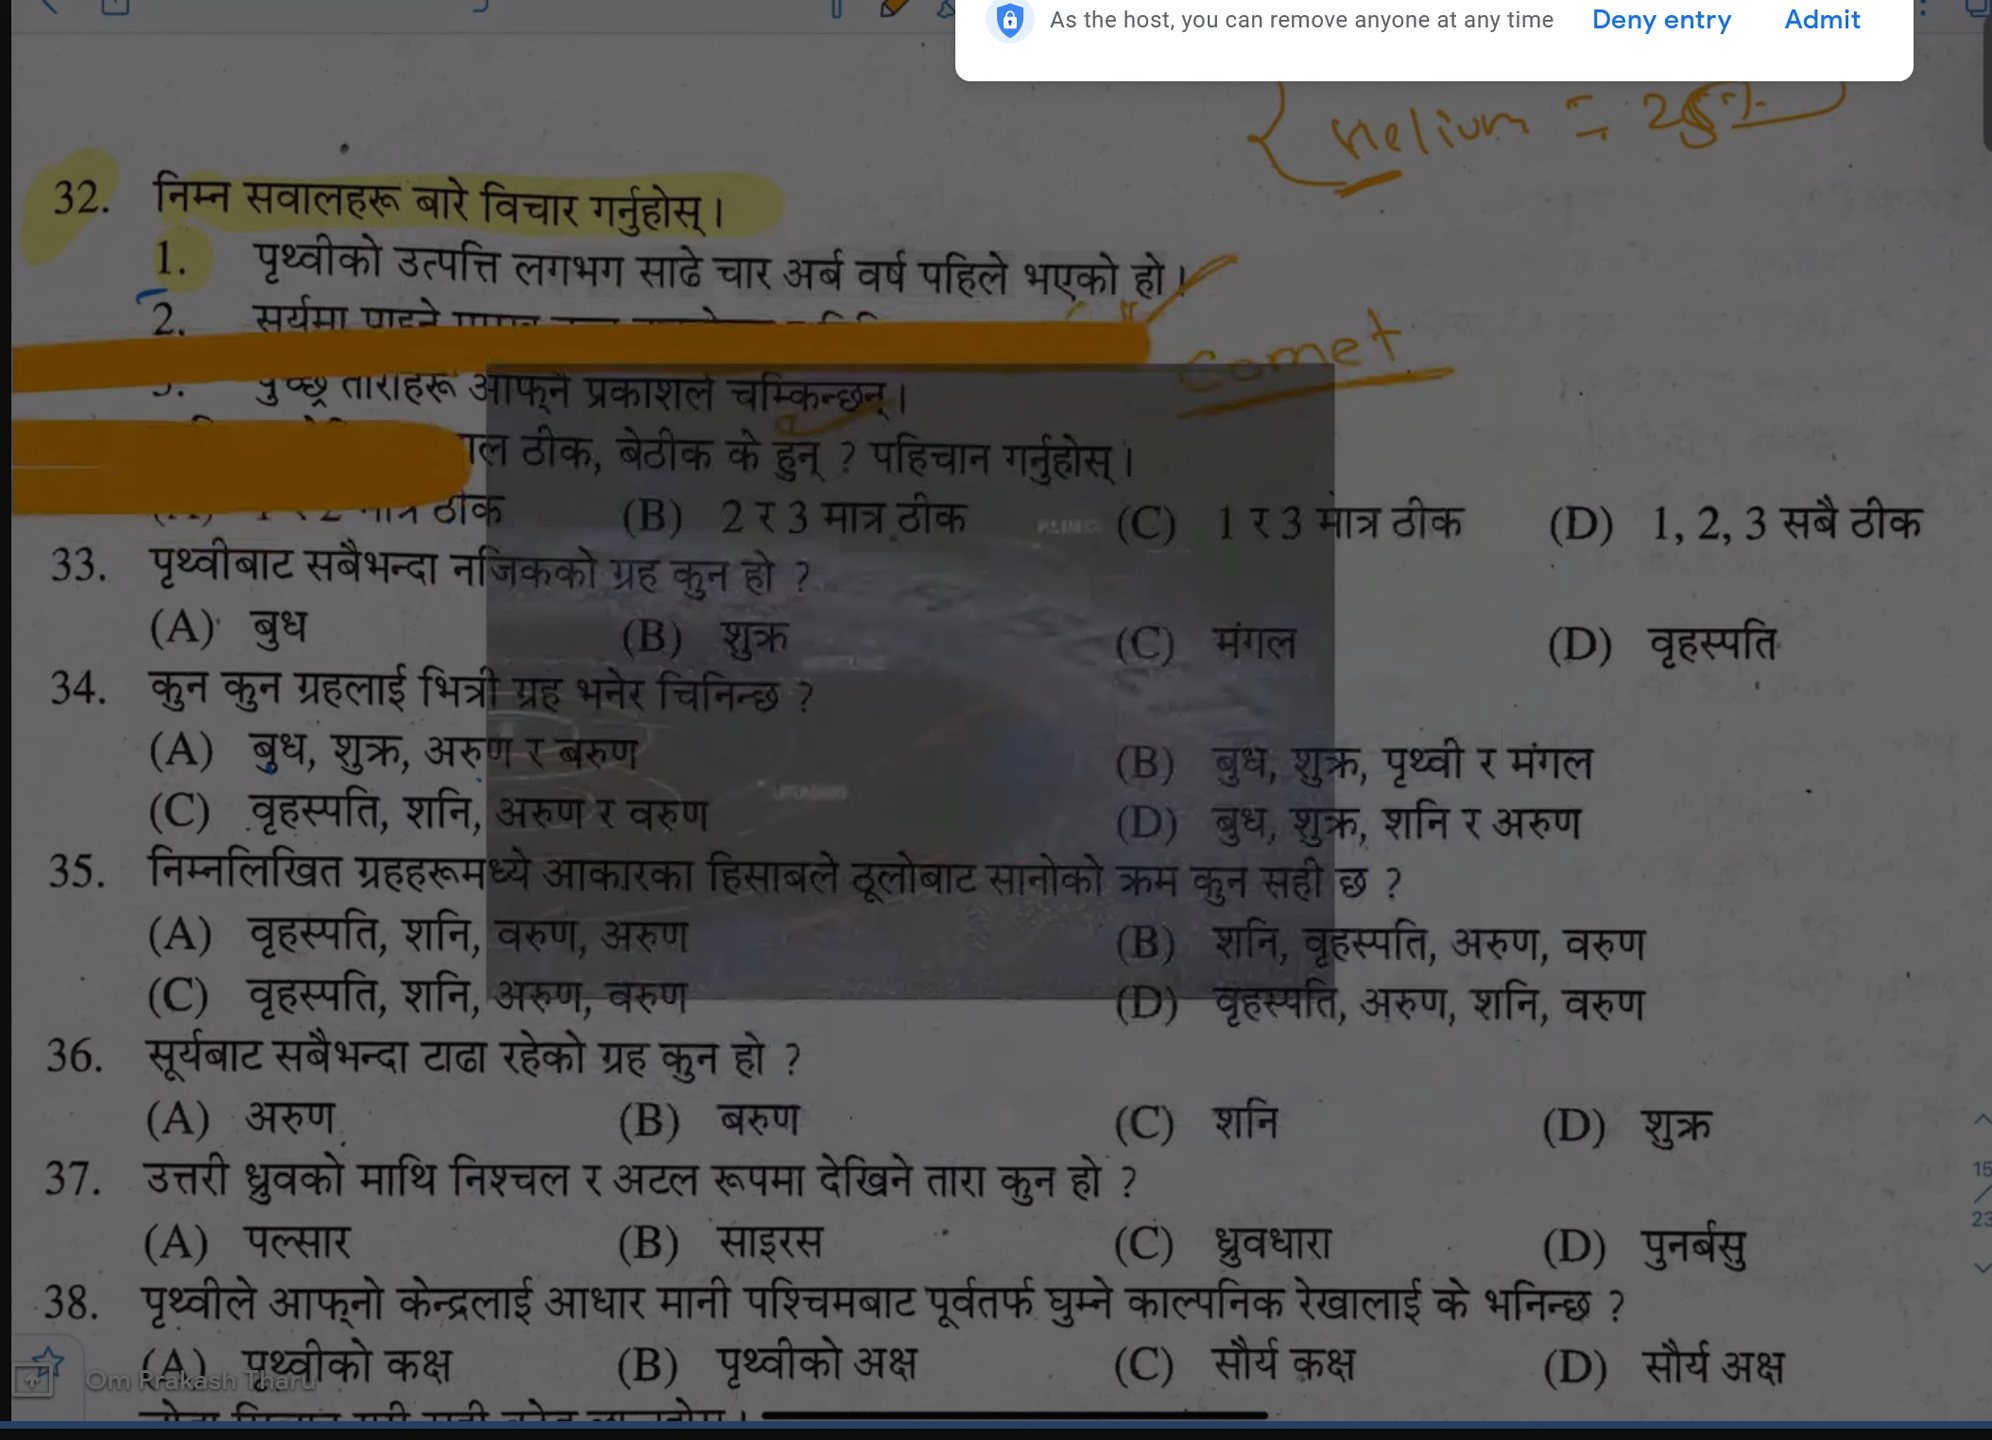 As the host, you can remove anyone at any time Deny entry Admit
Helium = 25%
32. निम्न सवालहरू बारे विचार गर्नुहोस् ।
1. पृथ्वीको उत्पत्ति लगभग साढे चार अर्ब वर्ष पहिले भएको हो ।
2. सूर्यमा पाइने
comet
3. पुच्छ्रे ताराहरू आफ्नै प्रकाशले चम्किन्छन् ।
ठीक, बेठीक के हुन् ? पहिचान गर्नुहोस् ।
1 र 2 मात्र ठीक (B) 2 र 3 मात्र ठीक (C) 1 र 3 मात्र ठीक (D) 1, 2, 3 सबै ठीक
33. पृथ्वीबाट सबैभन्दा नजिकको ग्रह कुन हो ?
(A) बुध (B) शुक्र (C) मंगल (D) वृहस्पति
34. कुन कुन ग्रहलाई भित्री ग्रह भनेर चिनिन्छ ?
(A) बुध, शुक्र, अरुण र बरुण (B) बुध, शुक्र, पृथ्वी र मंगल
(C) वृहस्पति, शनि, अरुण र वरुण (D) बुध, शुक्र, शनि र अरुण
35. निम्नलिखित ग्रहहरूमध्ये आकारका हिसाबले ठूलोबाट सानोको क्रम कुन सही छ ?
(A) वृहस्पति, शनि, वरुण, अरुण (B) शनि, वृहस्पति, अरुण, वरुण
(C) वृहस्पति, शनि, अरुण, वरुण (D) वृहस्पति, अरुण, शनि, वरुण
36. सूर्यबाट सबैभन्दा टाढा रहेको ग्रह कुन हो ?
(A) अरुण (B) बरुण (C) शनि (D) शुक्र
37. उत्तरी ध्रुवको माथि निश्चल र अटल रूपमा देखिने तारा कुन हो ?
(A) पल्सार (B) साइरस (C) ध्रुवधारा (D) पुनर्बसु
38. पृथ्वीले आफ्नो केन्द्रलाई आधार मानी पश्चिमबाट पूर्वतर्फ घुम्ने काल्पनिक रेखालाई के भनिन्छ ?
(A) पृथ्वीको कक्ष (B) पृथ्वीको अक्ष (C) सौर्य कक्ष (D) सौर्य अक्ष
Om Prakash Tharu
15
23